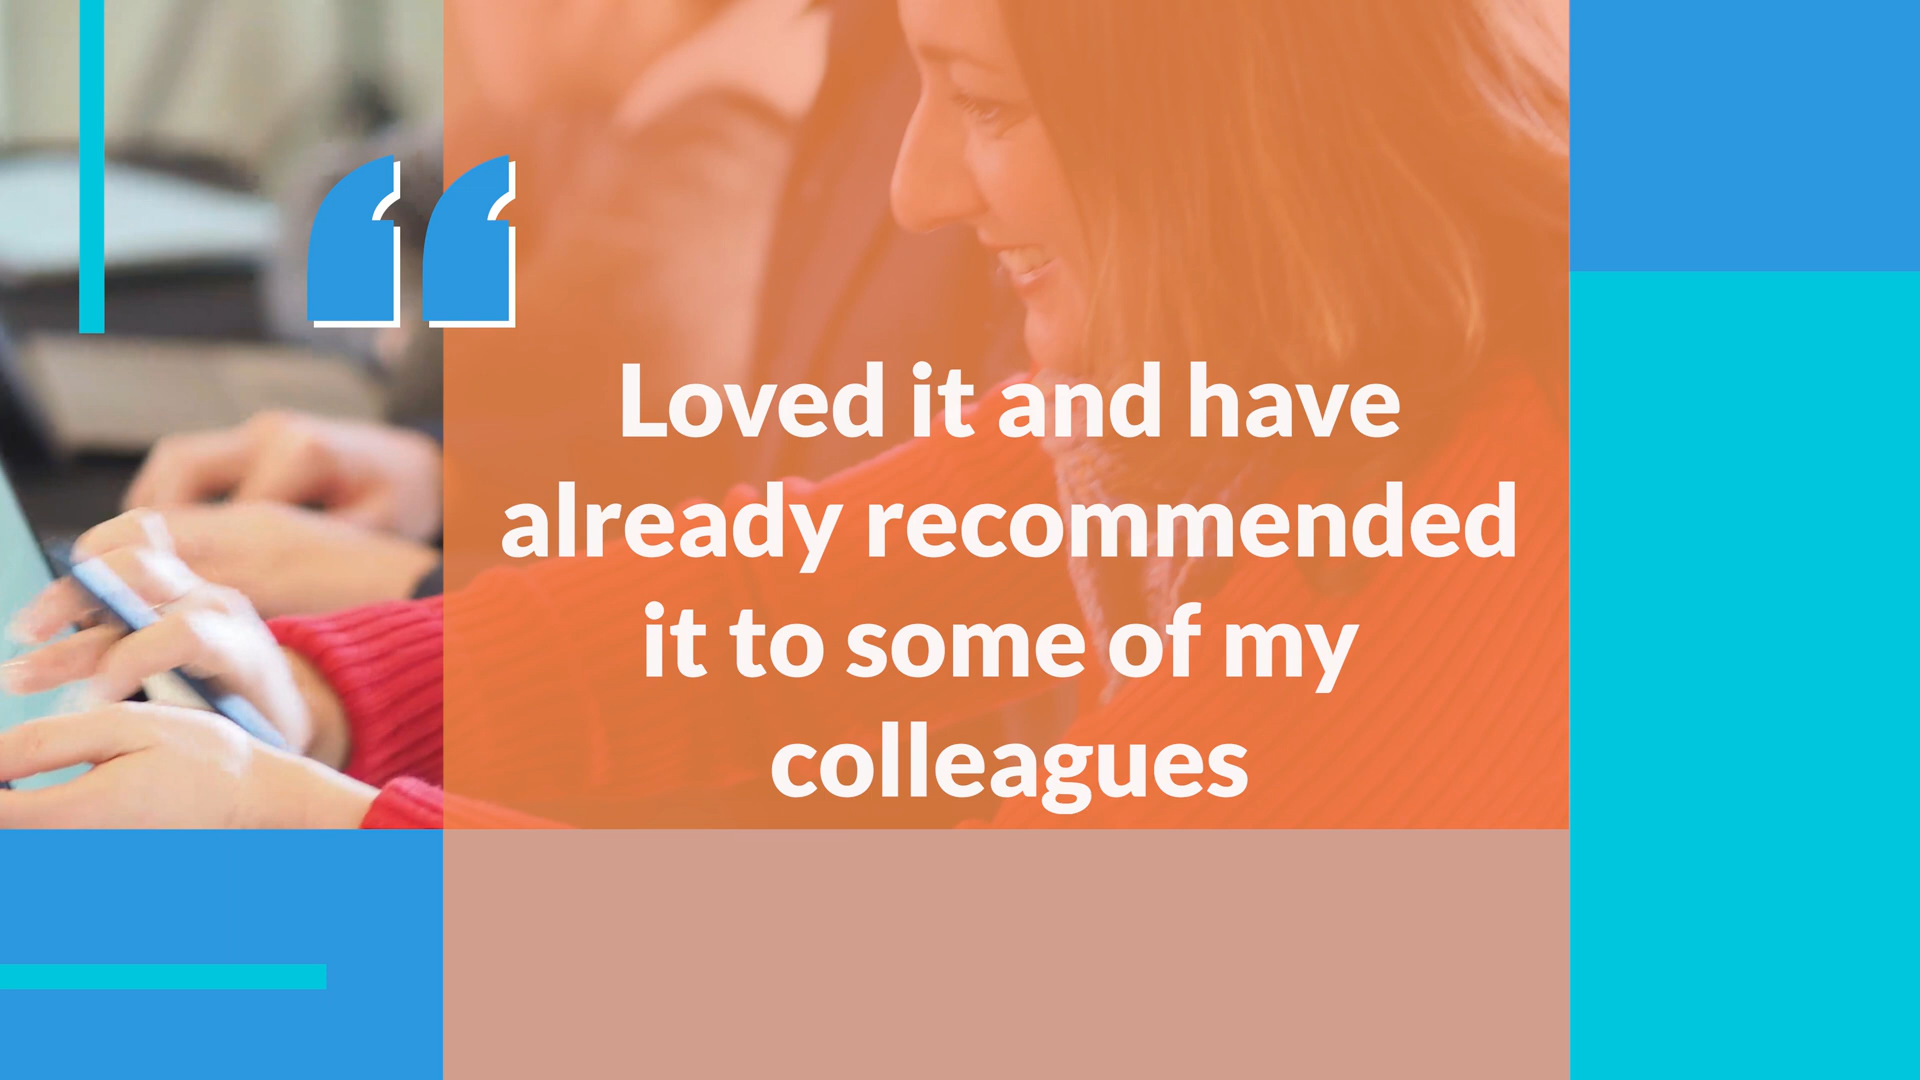 “
Loved it and have
already recommended
it to some of my
colleagues